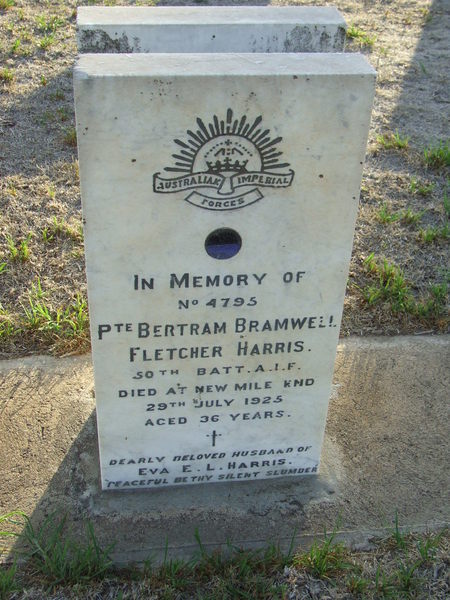 AUSTRALIAN IMPERIAL
FORCES
IN MEMORY OF
NO 4795
PTE BERTRAM BRAMWELL
FLETCHER HARRIS.
50TH BATT. A.I.F.
DIED AT NEW MILE END
29TH JULY 1925
AGED 36 YEARS.
DEARLY BELOVED HUSBAND OF
EVA E. L. HARRIS.
PEACEFUL BE THY SILENT SLUMBER